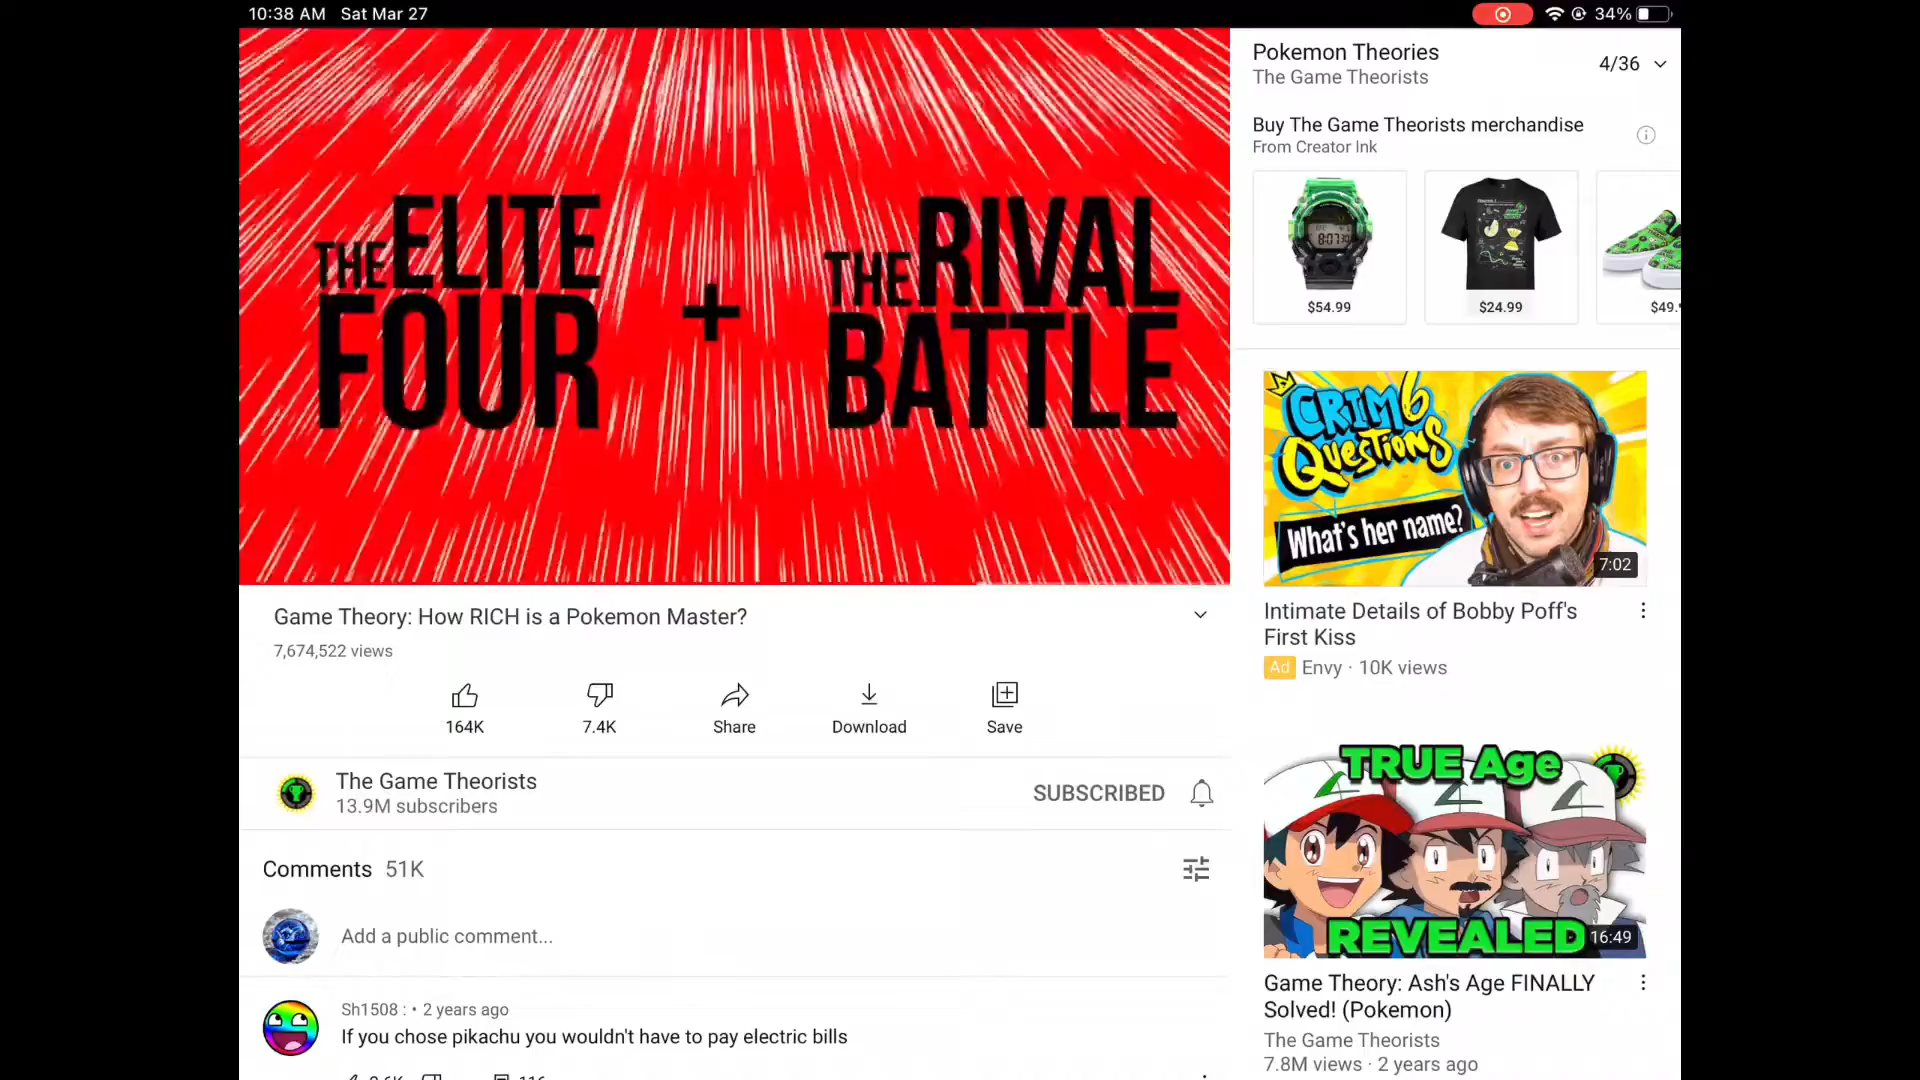 10:38 AM Sat Mar 27
34%
THE ELITE FOUR + THE RIVAL BATTLE
Game Theory: How RICH is a Pokemon Master?
7,674,522 views
164K 7.4K Share Download Save
The Game Theorists
13.9M subscribers
SUBSCRIBED
Comments 51K
Add a public comment...
Sh1508 : • 2 years ago
If you chose pikachu you wouldn't have to pay electric bills
Pokemon Theories
The Game Theorists
4/36
Buy The Game Theorists merchandise
From Creator Ink
8:07
$54.99 $24.99 $49.
CRIM6
Questions
What's her name?
7:02
Intimate Details of Bobby Poff's
First Kiss
Ad Envy · 10K views
TRUE Age
REVEALED
16:49
Game Theory: Ash's Age FINALLY
Solved! (Pokemon)
The Game Theorists
7.8M views · 2 years ago